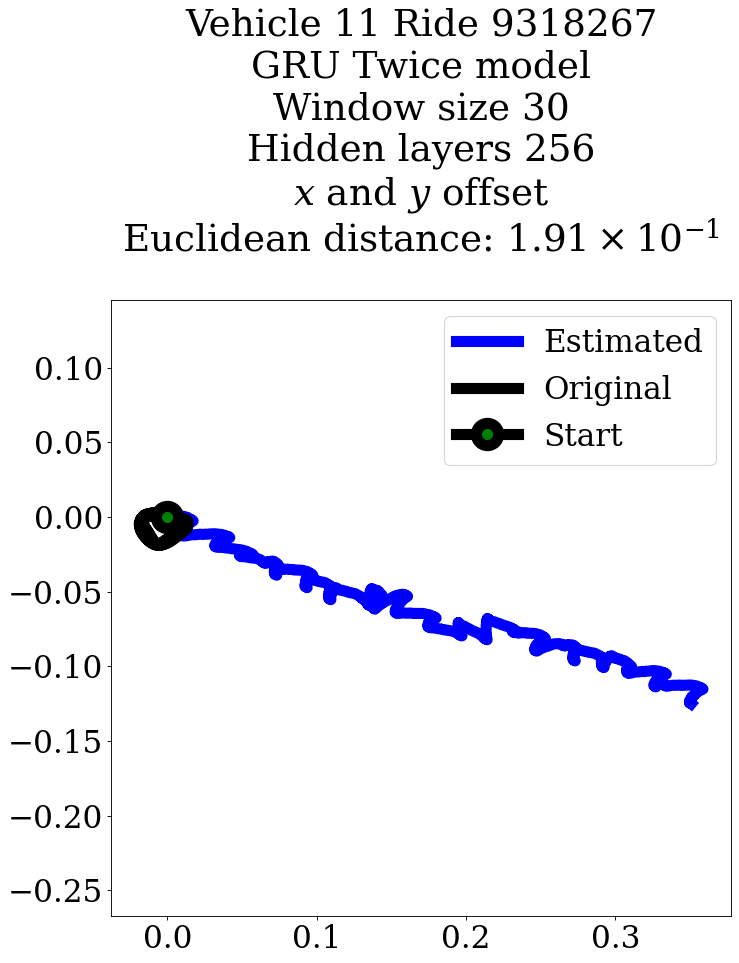 Vehicle 11 Ride 9318267
GRU Twice model
Window size 30
Hidden layers 256
x and y offset
Euclidean distance: 1.91 × 10⁻¹
Estimated
Original
Start
0.10
0.05
0.00
−0.05
−0.10
−0.15
−0.20
−0.25
0.0 0.1 0.2 0.3